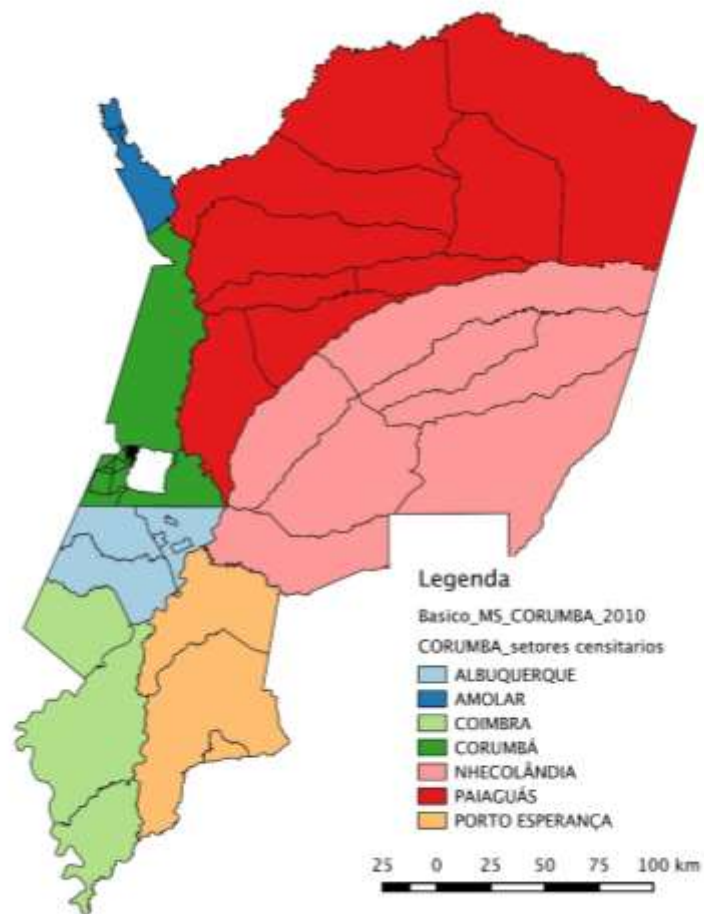 Legenda
Basico_MS_CORUMBA_2010
CORUMBA_setores censitarios
ALBUQUERQUE
AMOLAR
COIMBRA
CORUMBÁ
NHECOLÂNDIA
PAIAGUÁS
PORTO ESPERANÇA
25 0 25 50 75 100 km